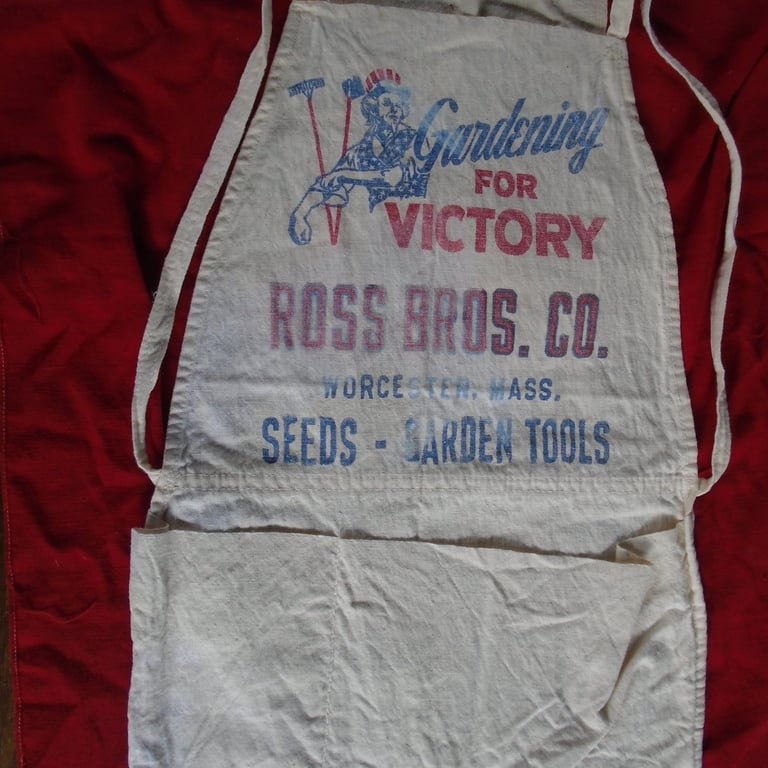 Gardening
FOR
VICTORY
ROSS BROS. CO.
WORCESTER, MASS.
SEEDS - GARDEN TOOLS